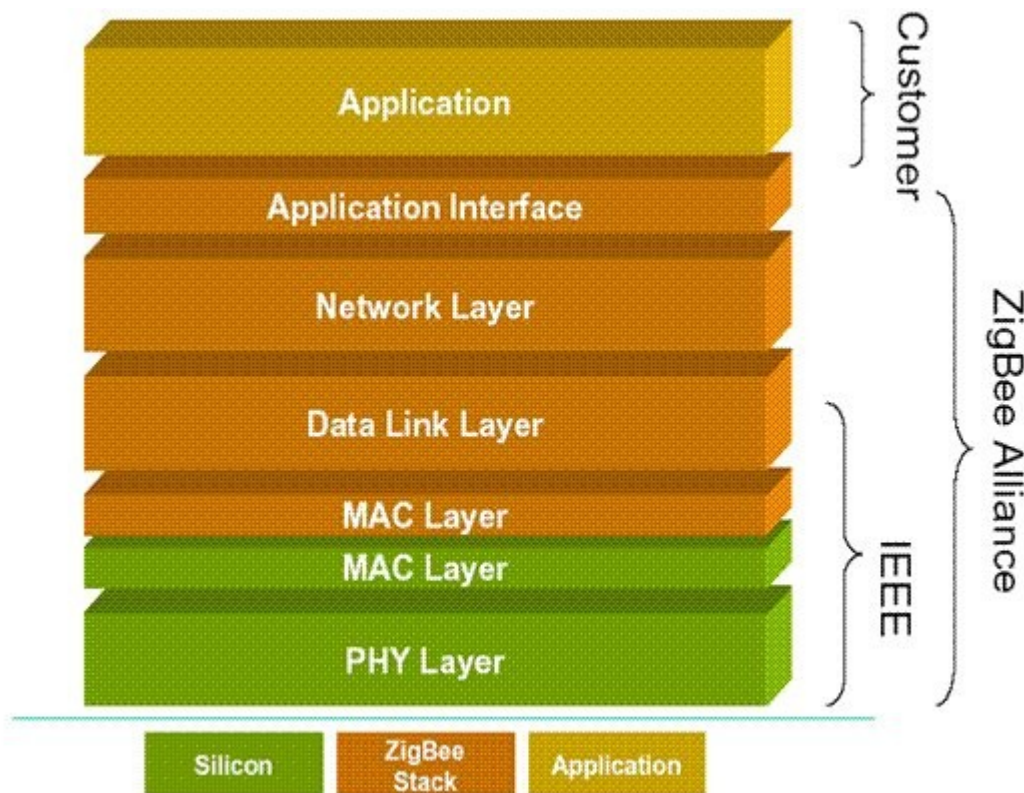 Application
Application Interface
Network Layer
Data Link Layer
MAC Layer
MAC Layer
PHY Layer
Customer
ZigBee Alliance
IEEE
Silicon
ZigBee
Stack
Application